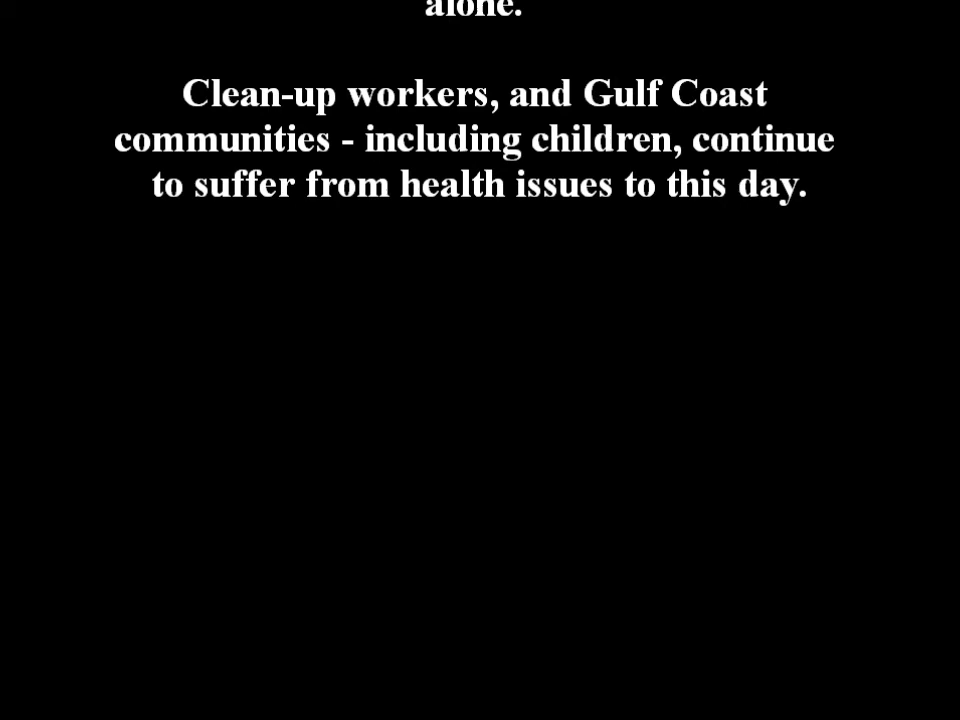 alone.
Clean-up workers, and Gulf Coast
communities - including children, continue
to suffer from health issues to this day.